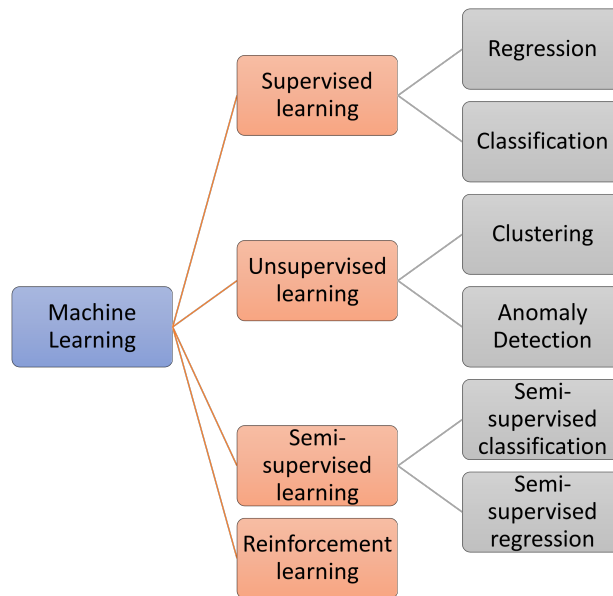 Machine
Learning
Supervised
learning
Regression
Classification
Unsupervised
learning
Clustering
Anomaly
Detection
Semi-
supervised
learning
Semi-
supervised
classification
Semi-
supervised
regression
Reinforcement
learning